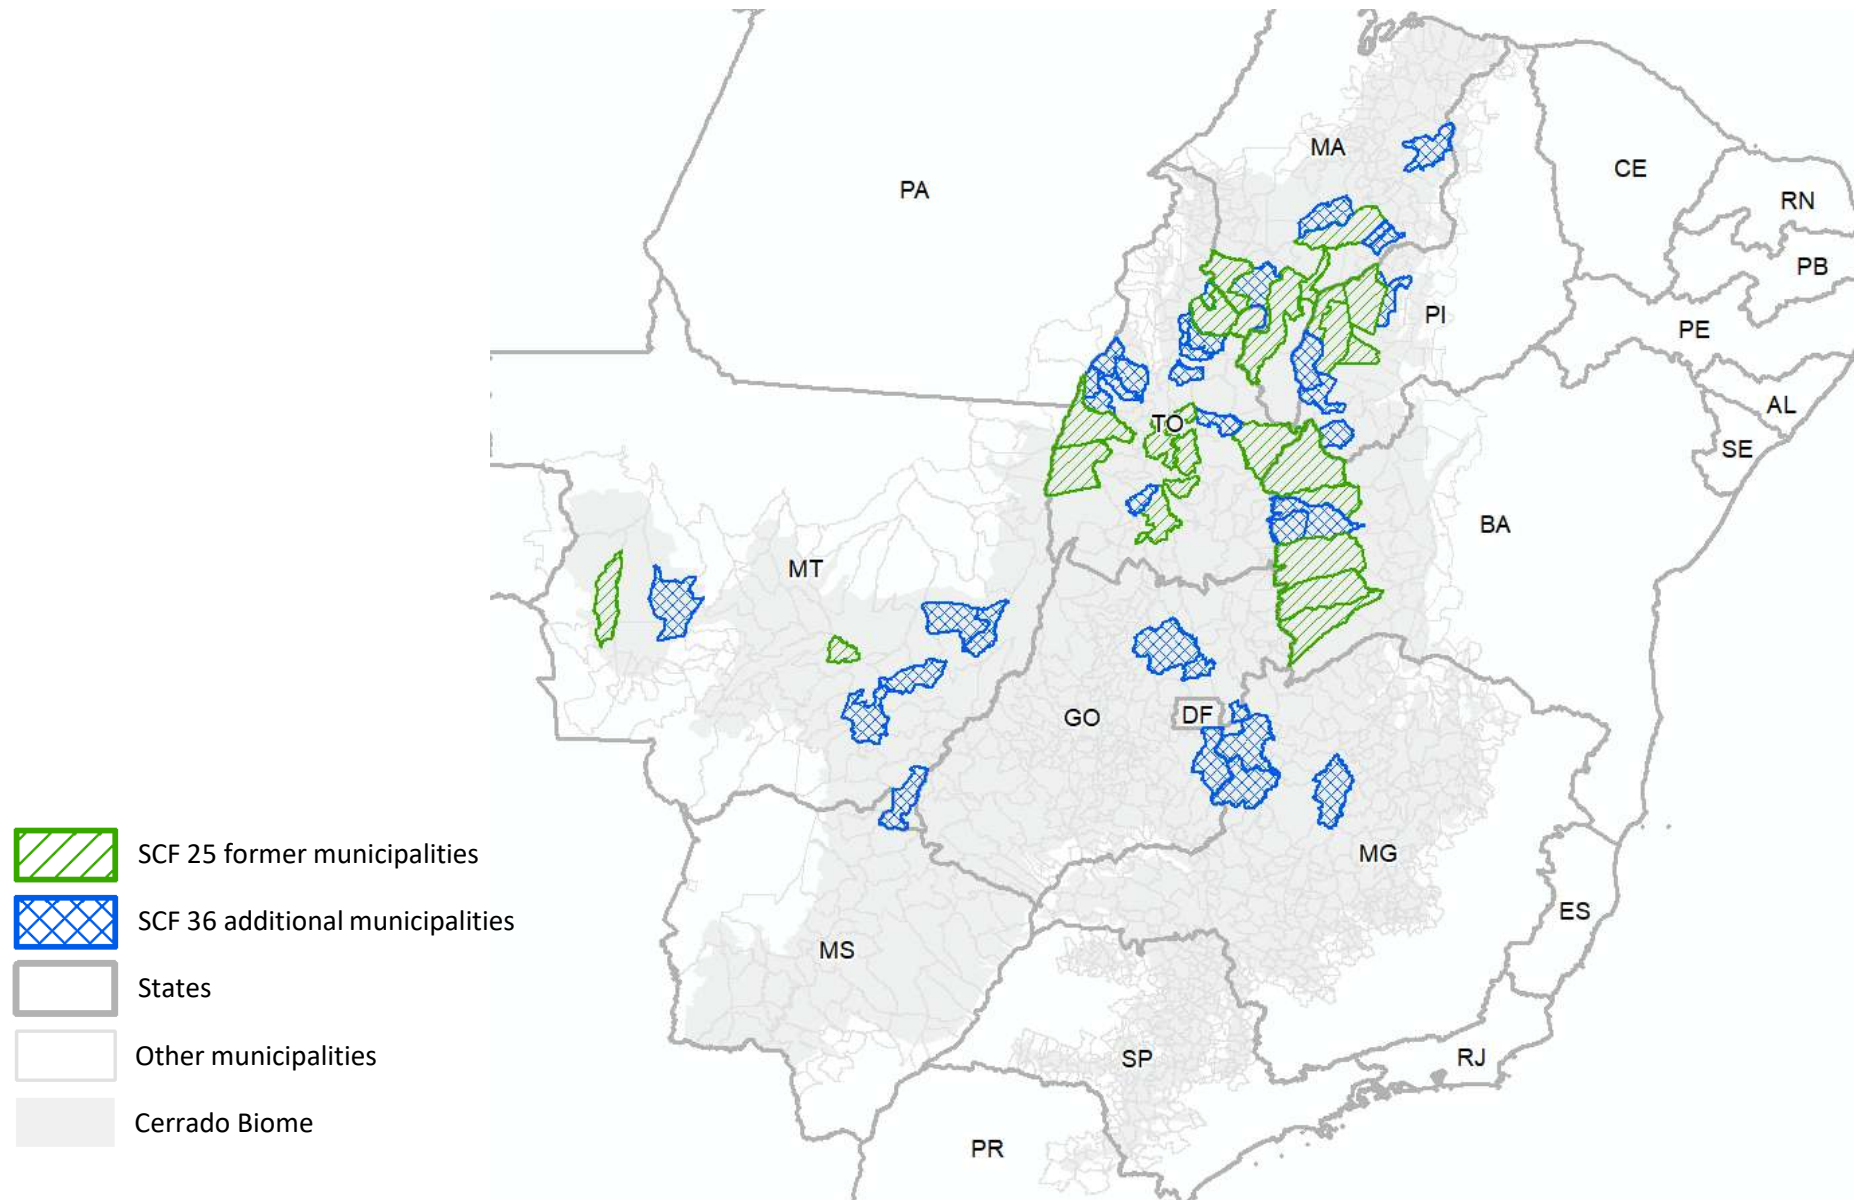 MA
CE
PA
RN
PB
PI
PE
AL
TO
SE
BA
MT
GO
DF
SCF 25 former municipalities
MG
SCF 36 additional municipalities
ES
MS
States
Other municipalities
SP
RJ
Cerrado Biome
PR